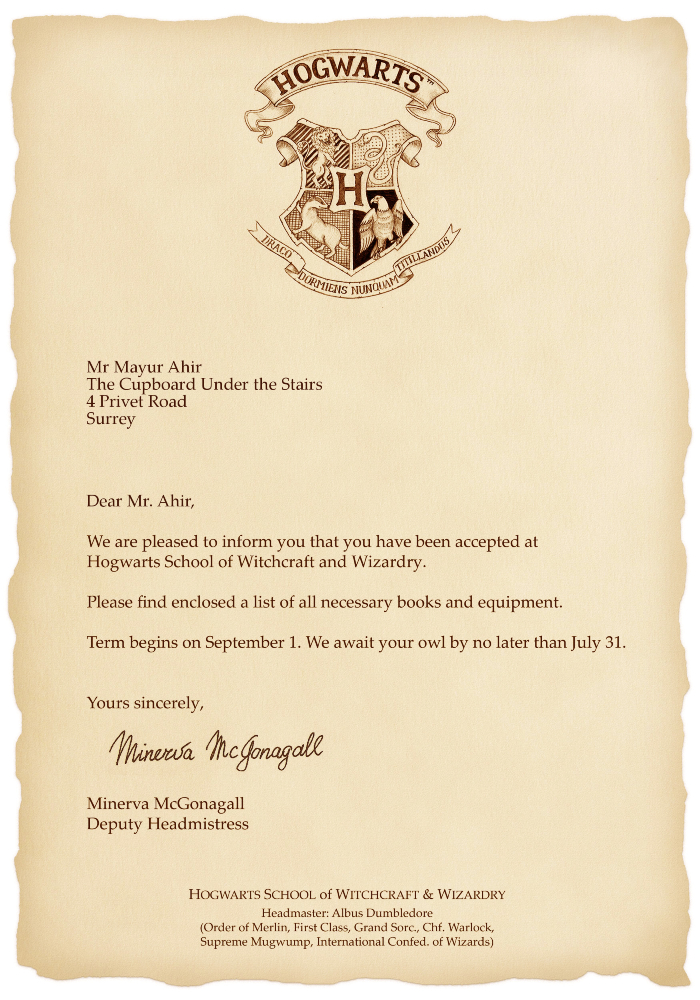 HOGWARTS™
H
DRACO DORMIENS NUNQUAM TITILLANDUS
Mr Mayur Ahir
The Cupboard Under the Stairs
4 Privet Road
Surrey
Dear Mr. Ahir,
We are pleased to inform you that you have been accepted at
Hogwarts School of Witchcraft and Wizardry.
Please find enclosed a list of all necessary books and equipment.
Term begins on September 1. We await your owl by no later than July 31.
Yours sincerely,
Minerva McGonagall
Minerva McGonagall
Deputy Headmistress
HOGWARTS SCHOOL of WITCHCRAFT & WIZARDRY
Headmaster: Albus Dumbledore
(Order of Merlin, First Class, Grand Sorc., Chf. Warlock,
Supreme Mugwump, International Confed. of Wizards)